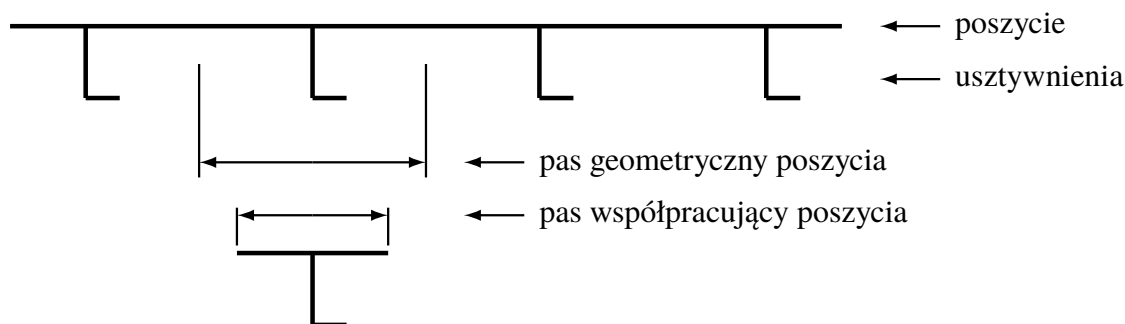 poszycie
usztywnienia
pas geometryczny poszycia
pas współpracujący poszycia